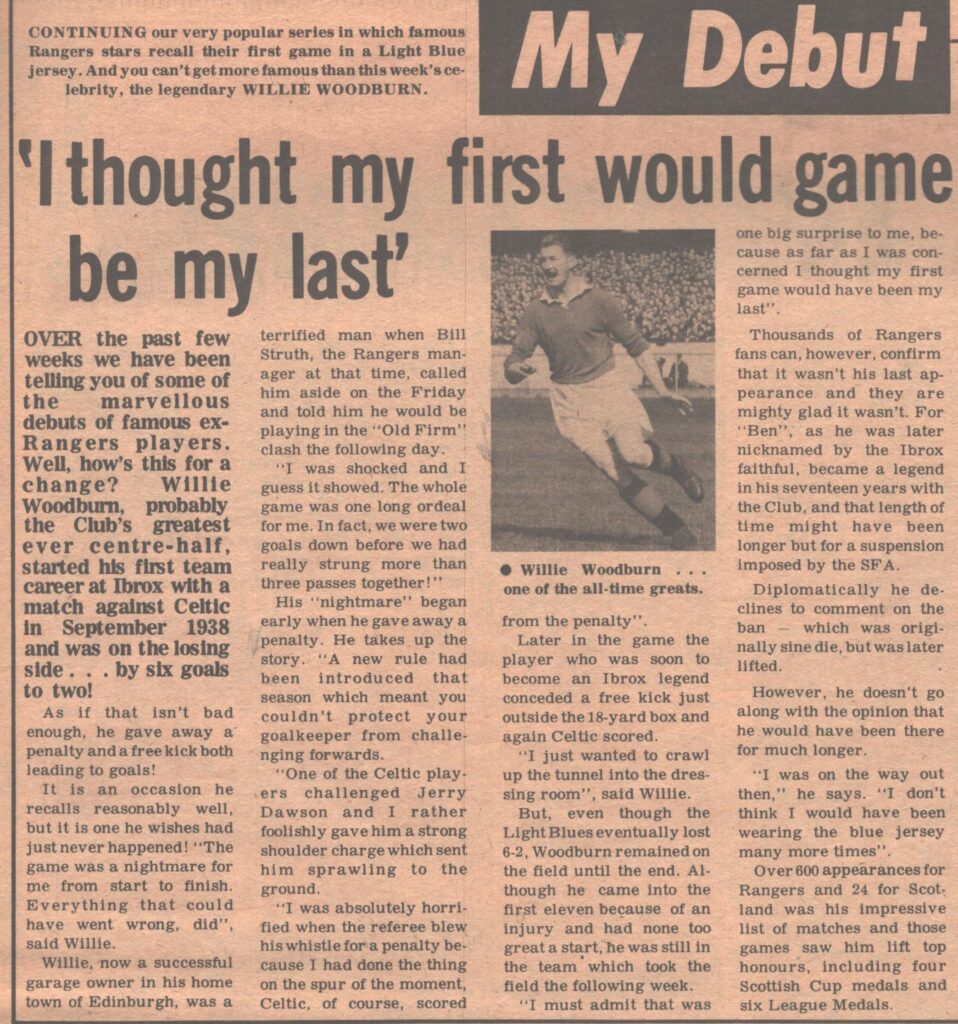 CONTINUING our very popular series in which famous
Rangers stars recall their first game in a Light Blue
jersey. And you can't get more famous than this week's ce-
lebrity, the legendary WILLIE WOODBURN.
My Debut
'I thought my first would game
be my last'
OVER the past few
weeks we have been
telling you of some of
the marvellous
debuts of famous ex-
Rangers players.
Well, how's this for a
change? Willie
Woodburn, probably
the Club's greatest
ever centre-half,
started his first team
career at Ibrox with a
match against Celtic
in September 1938
and was on the losing
side . . . by six goals
to two!
As if that isn't bad
enough, he gave away a
penalty and a free kick both
leading to goals!
It is an occasion he
recalls reasonably well,
but it is one he wishes had
just never happened! "The
game was a nightmare for
me from start to finish.
Everything that could
have went wrong, did",
said Willie.
Willie, now a successful
garage owner in his home
town of Edinburgh, was a
terrified man when Bill
Struth, the Rangers man-
ager at that time, called
him aside on the Friday
and told him he would be
playing in the "Old Firm"
clash the following day.
"I was shocked and I
guess it showed. The whole
game was one long ordeal
for me. In fact, we were two
goals down before we had
really strung more than
three passes together!"
His "nightmare" began
early when he gave away a
penalty. He takes up the
story. "A new rule had
been introduced that
season which meant you
couldn't protect your
goalkeeper from challe-
nging forwards.
"One of the Celtic play-
ers challenged Jerry
Dawson and I rather
foolishly gave him a strong
shoulder charge which sent
him sprawling to the
ground.
"I was absolutely horri-
fied when the referee blew
his whistle for a penalty be-
cause I had done the thing
on the spur of the moment,
Celtic, of course, scored
● Willie Woodburn . . .
one of the all-time greats.
from the penalty".
Later in the game the
player who was soon to
become an Ibrox legend
conceded a free kick just
outside the 18-yard box and
again Celtic scored.
"I just wanted to crawl
up the tunnel into the dres-
sing room", said Willie.
But, even though the
Light Blues eventually lost
6-2, Woodburn remained on
the field until the end. Al-
though he came into the
first eleven because of an
injury and had none too
great a start, he was still in
the team which took the
field the following week.
"I must admit that was
one big surprise to me, be-
cause as far as I was con-
cerned I thought my first
game would have been my
last".
Thousands of Rangers
fans can, however, confirm
that it wasn't his last ap-
pearance and they are
mighty glad it wasn't. For
"Ben", as he was later
nicknamed by the Ibrox
faithful, became a legend
in his seventeen years with
the Club, and that length of
time might have been
longer but for a suspension
imposed by the SFA.
Diplomatically he de-
clines to comment on the
ban — which was origi-
nally sine die, but was later
lifted.
However, he doesn't go
along with the opinion that
he would have been there
for much longer.
"I was on the way out
then," he says. "I don't
think I would have been
wearing the blue jersey
many more times".
Over 600 appearances for
Rangers and 24 for Scot-
land was his impressive
list of matches and those
games saw him lift top
honours, including four
Scottish Cup medals and
six League Medals.